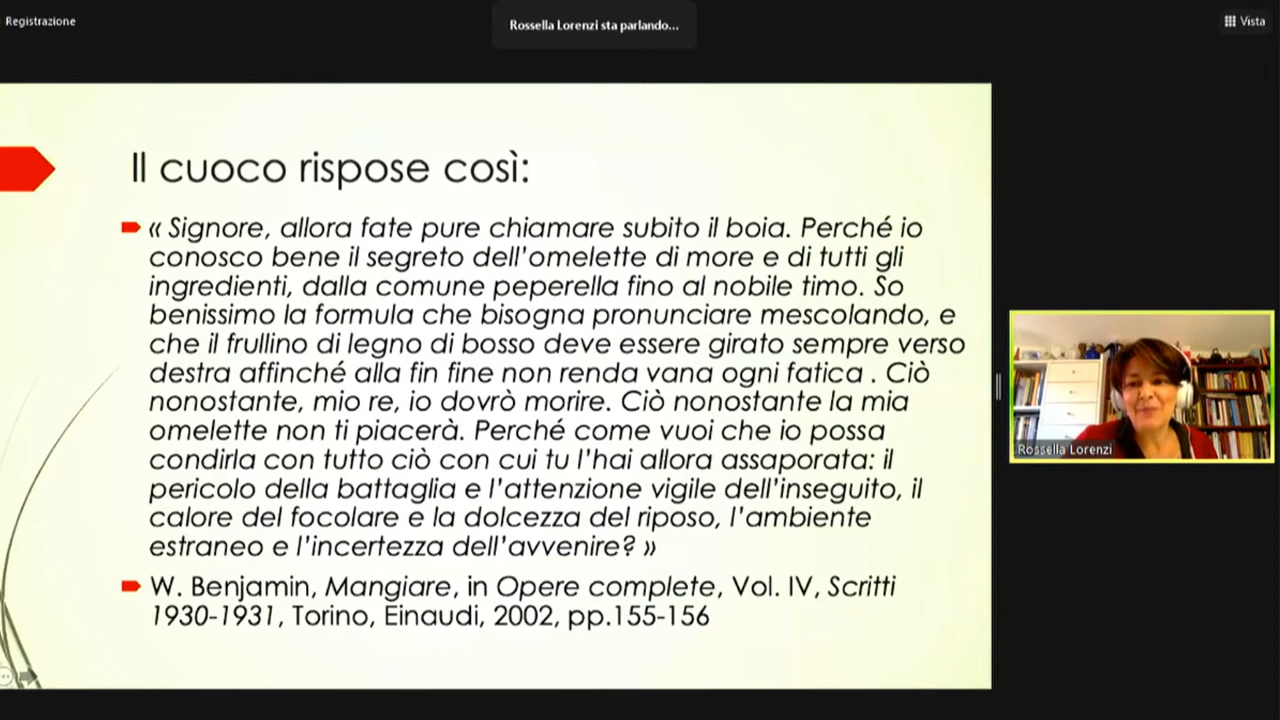 Registrazione
Rossella Lorenzi sta parlando...
Vista
Il cuoco rispose così:
« Signore, allora fate pure chiamare subito il boia. Perché io
conosco bene il segreto dell'omelette di more e di tutti gli
ingredienti, dalla comune peperella fino al nobile timo. So
benissimo la formula che bisogna pronunciare mescolando, e
che il frullino di legno di bosso deve essere girato sempre verso
destra affinché alla fin fine non renda vana ogni fatica . Ciò
nonostante, mio re, io dovrò morire. Ciò nonostante la mia
omelette non ti piacerà. Perché come vuoi che io possa
condirla con tutto ciò con cui tu l'hai allora assaporata: il
pericolo della battaglia e l'attenzione vigile dell'inseguito, il
calore del focolare e la dolcezza del riposo, l'ambiente
estraneo e l'incertezza dell'avvenire? »
W. Benjamin, Mangiare, in Opere complete, Vol. IV, Scritti
1930-1931, Torino, Einaudi, 2002, pp.155-156
Rossella Lorenzi